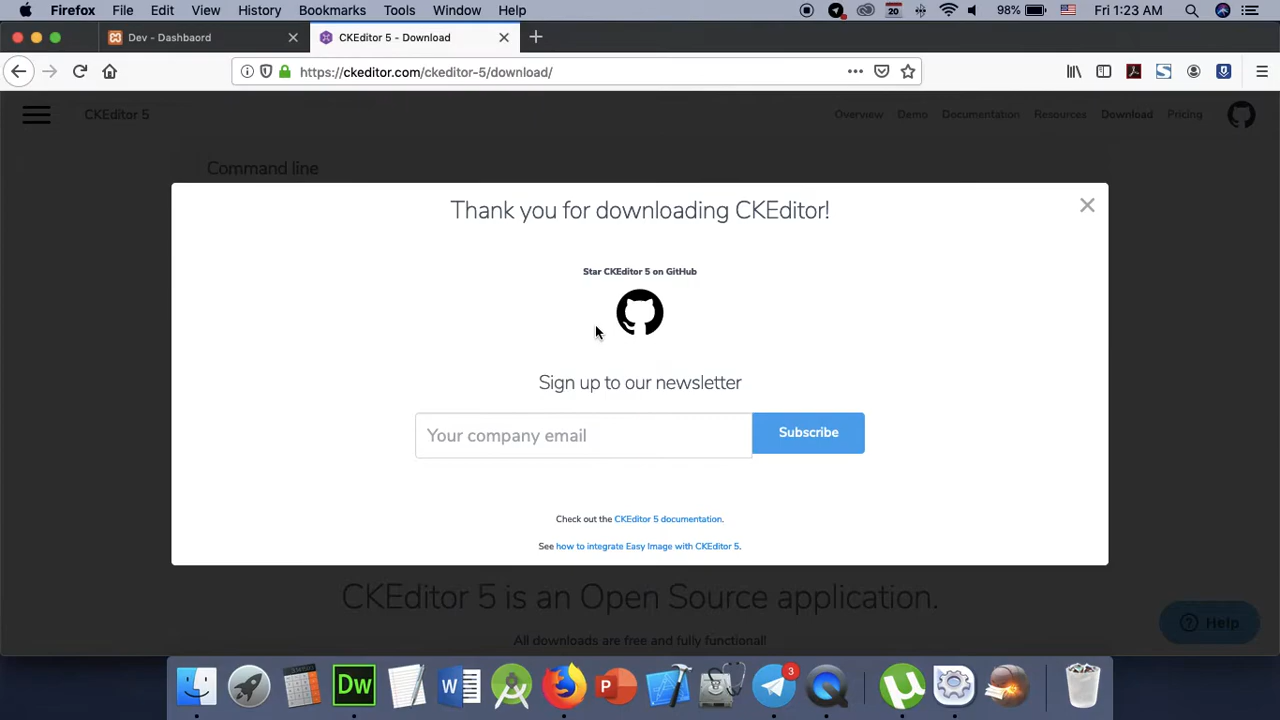 Firefox File Edit View History Bookmarks Tools Window Help 20 98% Fri 1:23 AM
Dev - Dashbaord
CKEditor 5 - Download
https://ckeditor.com/ckeditor-5/download/
CKEditor 5
Overview Demo Documentation Resources Download Pricing
Command line
Thank you for downloading CKEditor!
Star CKEditor 5 on GitHub
Sign up to our newsletter
Your company email
Subscribe
Check out the CKEditor 5 documentation.
See how to integrate Easy Image with CKEditor 5.
CKEditor 5 is an Open Source application.
All downloads are free and fully functional!
Help
Dw
W
P
3